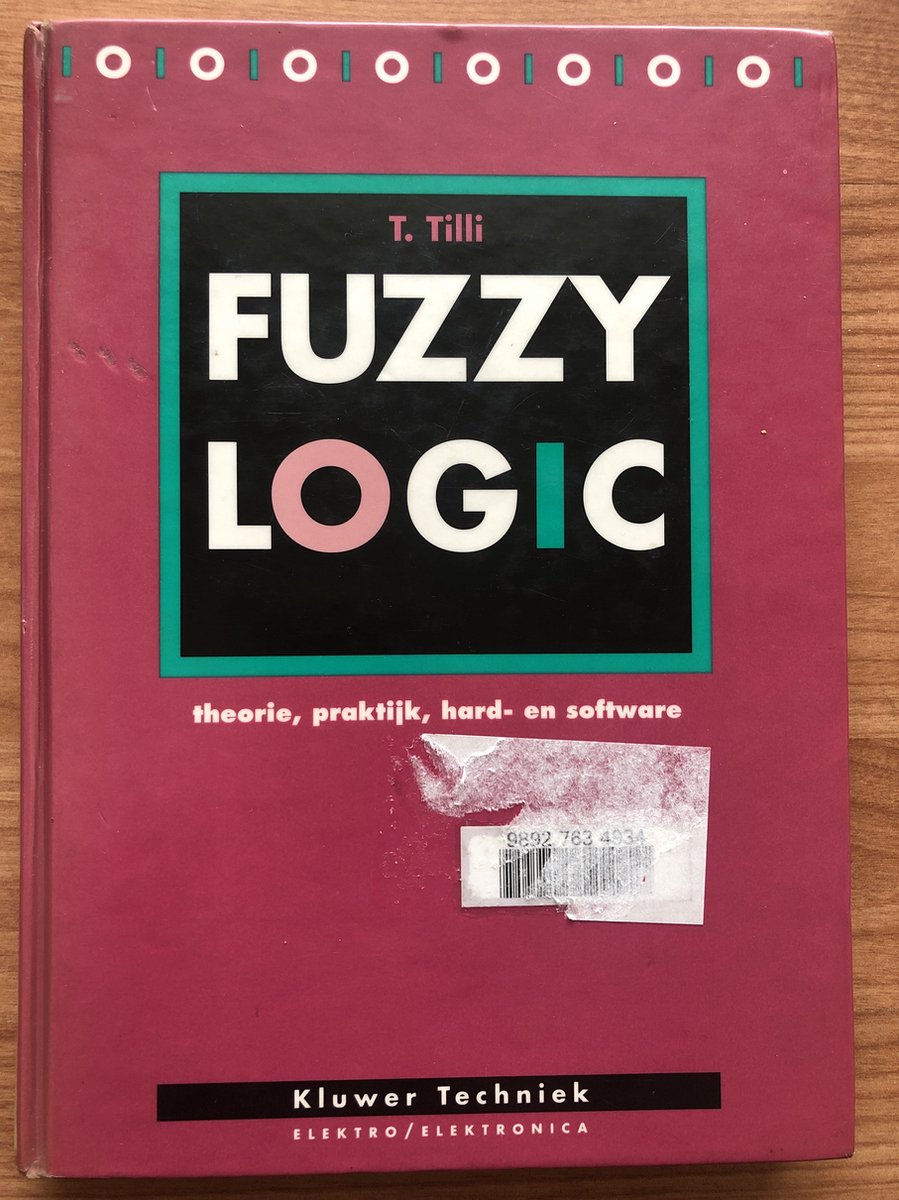 I O I O I O I O I O I O I O I O I
T. Tilli
FUZZY
LOGIC
theorie, praktijk, hard- en software
9892 763 4934
Kluwer Techniek
ELEKTRO/ELEKTRONICA